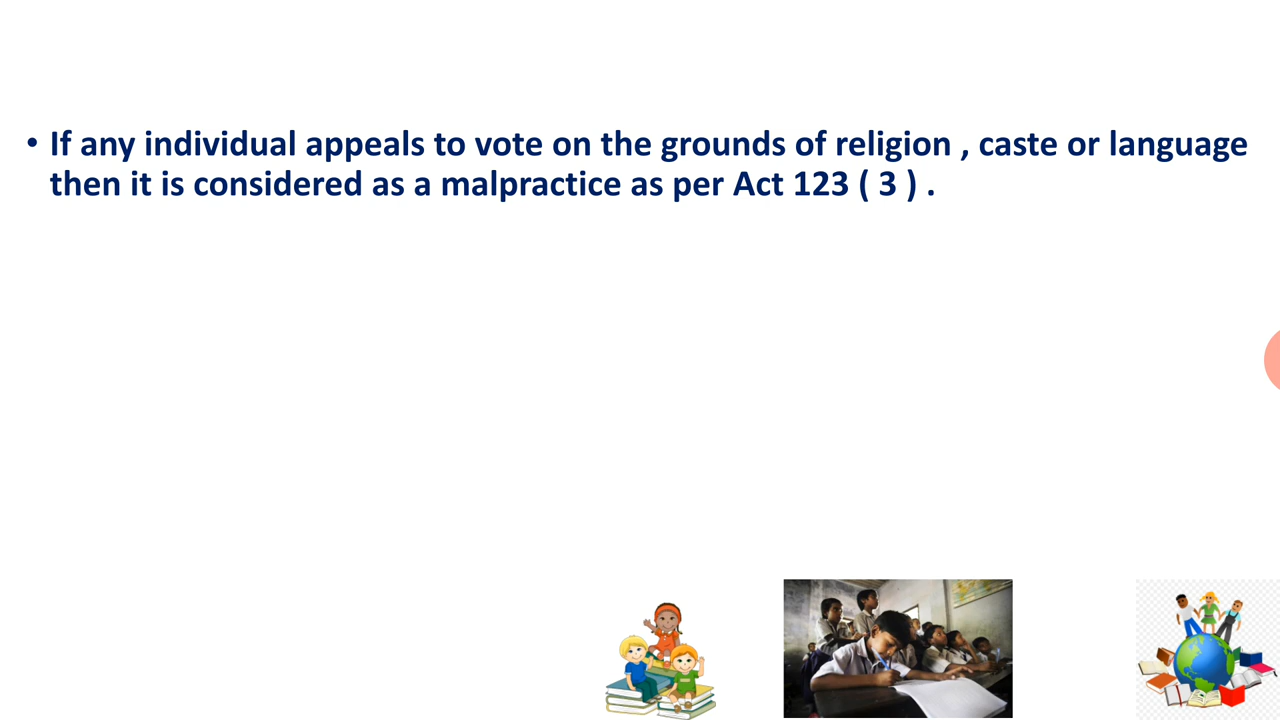 • If any individual appeals to vote on the grounds of religion , caste or language
then it is considered as a malpractice as per Act 123 ( 3 ) .